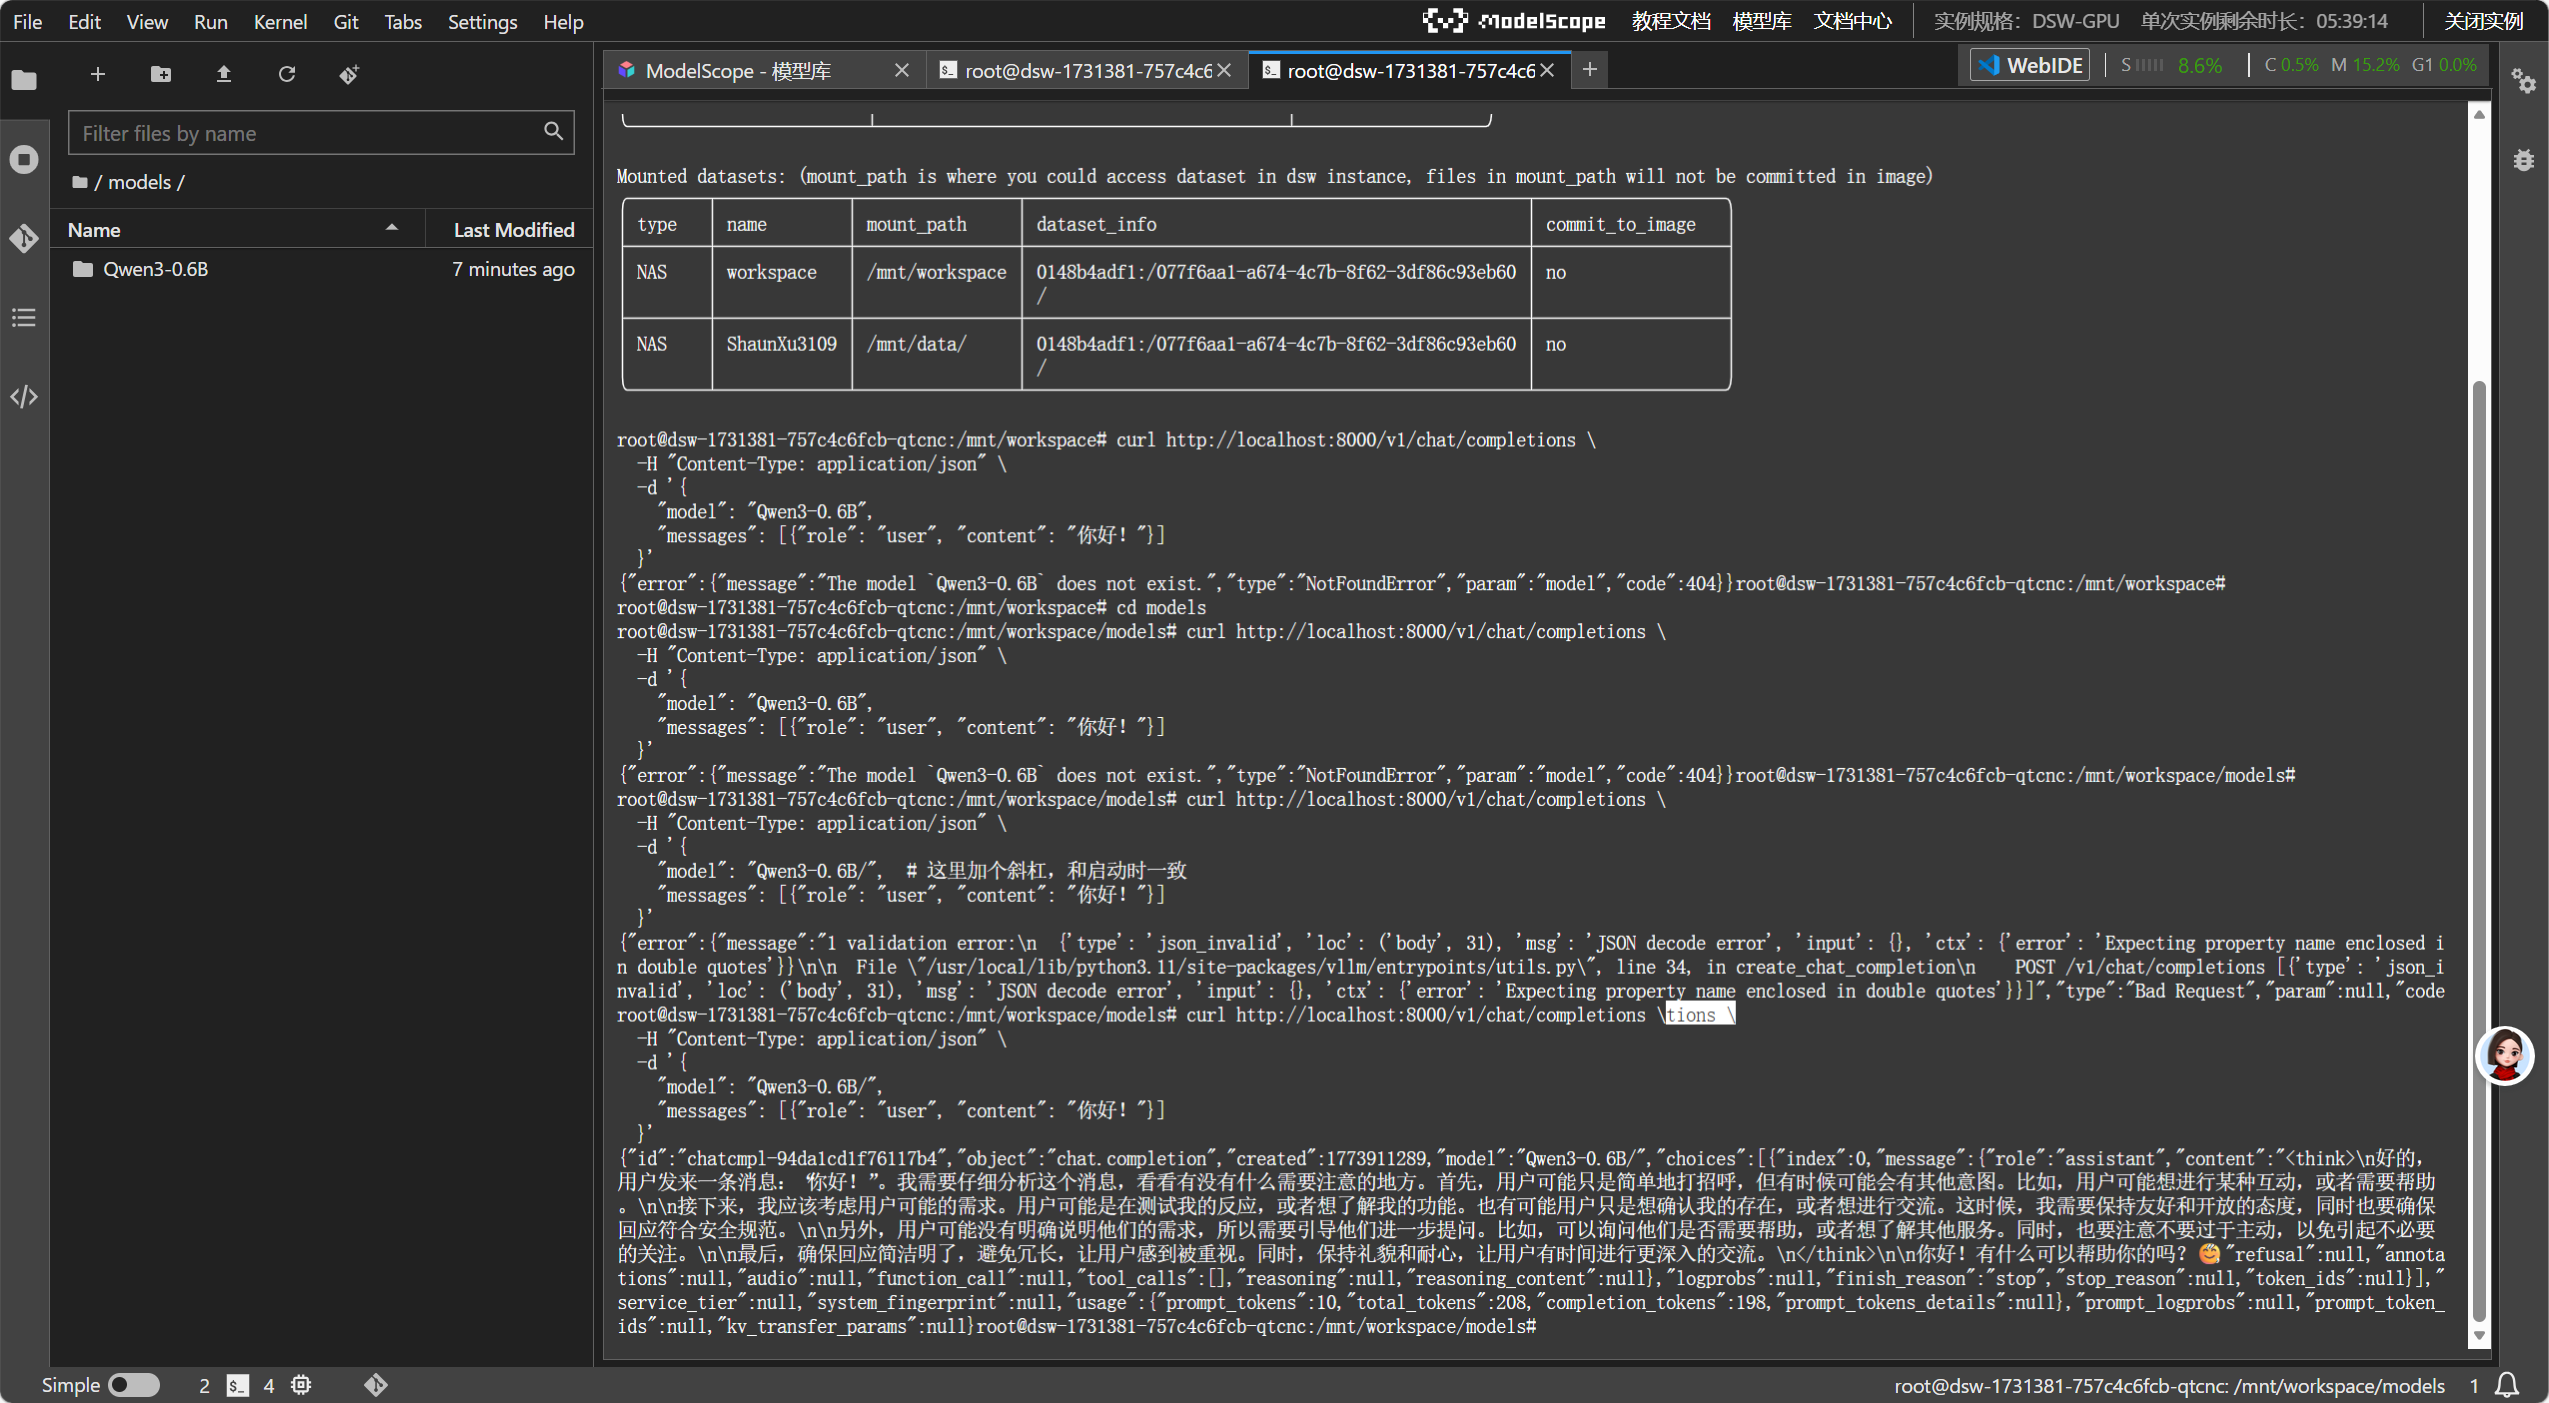 File Edit View Run Kernel Git Tabs Settings Help
ModelScope 教程文档 模型库 文档中心 实例规格：DSW-GPU 单次实例剩余时长：05:39:14 关闭实例
ModelScope - 模型库
root@dsw-1731381-757c4c6
root@dsw-1731381-757c4c6
WebIDE S 8.6% C 0.5% M 15.2% G1 0.0%
Filter files by name
/ models /
Name Last Modified
Qwen3-0.6B 7 minutes ago
Mounted datasets: (mount_path is where you could access dataset in dsw instance, files in mount_path will not be committed in image)
type name mount_path dataset_info commit_to_image
NAS workspace /mnt/workspace 0148b4adf1:/077f6aa1-a674-4c7b-8f62-3df86c93eb60 no
/
NAS ShaunXu3109 /mnt/data/ 0148b4adf1:/077f6aa1-a674-4c7b-8f62-3df86c93eb60 no
/
root@dsw-1731381-757c4c6fcb-qtcnc:/mnt/workspace# curl http://localhost:8000/v1/chat/completions \
-H "Content-Type: application/json" \
-d '{
"model": "Qwen3-0.6B",
"messages": [{"role": "user", "content": "你好！"}]
}'
{"error":{"message":"The model `Qwen3-0.6B` does not exist.","type":"NotFoundError","param":"model","code":404}}root@dsw-1731381-757c4c6fcb-qtcnc:/mnt/workspace#
root@dsw-1731381-757c4c6fcb-qtcnc:/mnt/workspace# cd models
root@dsw-1731381-757c4c6fcb-qtcnc:/mnt/workspace/models# curl http://localhost:8000/v1/chat/completions \
-H "Content-Type: application/json" \
-d '{
"model": "Qwen3-0.6B",
"messages": [{"role": "user", "content": "你好！"}]
}'
{"error":{"message":"The model `Qwen3-0.6B` does not exist.","type":"NotFoundError","param":"model","code":404}}root@dsw-1731381-757c4c6fcb-qtcnc:/mnt/workspace/models#
root@dsw-1731381-757c4c6fcb-qtcnc:/mnt/workspace/models# curl http://localhost:8000/v1/chat/completions \
-H "Content-Type: application/json" \
-d '{
"model": "Qwen3-0.6B/",  # 这里加个斜杠，和启动时一致
"messages": [{"role": "user", "content": "你好！"}]
}'
{"error":{"message":"1 validation error:\n  {'type': 'json_invalid', 'loc': ('body', 31), 'msg': 'JSON decode error', 'input': {}, 'ctx': {'error': 'Expecting property name enclosed i
n double quotes'}}\n\n  File \"/usr/local/lib/python3.11/site-packages/vllm/entrypoints/utils.py\", line 34, in create_chat_completion\n    POST /v1/chat/completions [{'type': 'json_i
nvalid', 'loc': ('body', 31), 'msg': 'JSON decode error', 'input': {}, 'ctx': {'error': 'Expecting property name enclosed in double quotes'}}]","type":"Bad Request","param":null,"code
root@dsw-1731381-757c4c6fcb-qtcnc:/mnt/workspace/models# curl http://localhost:8000/v1/chat/completions \tions \
-H "Content-Type: application/json" \
-d '{
"model": "Qwen3-0.6B/",
"messages": [{"role": "user", "content": "你好！"}]
}'
{"id":"chatcmpl-94da1cd1f76117b4","object":"chat.completion","created":1773911289,"model":"Qwen3-0.6B/","choices":[{"index":0,"message":{"role":"assistant","content":"<think>\n好的，
用户发来一条消息：“你好！”。我需要仔细分析这个消息，看看有没有什么需要注意的地方。首先，用户可能只是简单地打招呼，但有时候可能会有其他意图。比如，用户可能想进行某种互动，或者需要帮助
。\n\n接下来，我应该考虑用户可能的需求。用户可能是在测试我的反应，或者想了解我的功能。也有可能用户只是想确认我的存在，或者想进行交流。这时候，我需要保持友好和开放的态度，同时也要确保
回应符合安全规范。\n\n另外，用户可能没有明确说明他们的需求，所以需要引导他们进一步提问。比如，可以询问他们是否需要帮助，或者想了解其他服务。同时，也要注意不要过于主动，以免引起不必要
的关注。\n\n最后，确保回应简洁明了，避免冗长，让用户感到被重视。同时，保持礼貌和耐心，让用户有时间进行更深入的交流。\n</think>\n\n你好！有什么可以帮助你的吗？😊"refusal":null,"annota
tions":null,"audio":null,"function_call":null,"tool_calls":[],"reasoning":null,"reasoning_content":null},"logprobs":null,"finish_reason":"stop","stop_reason":null,"token_ids":null}],"
service_tier":null,"system_fingerprint":null,"usage":{"prompt_tokens":10,"total_tokens":208,"completion_tokens":198,"prompt_tokens_details":null},"prompt_logprobs":null,"prompt_token_
ids":null,"kv_transfer_params":null}root@dsw-1731381-757c4c6fcb-qtcnc:/mnt/workspace/models#
Simple 2 4 root@dsw-1731381-757c4c6fcb-qtcnc: /mnt/workspace/models 1